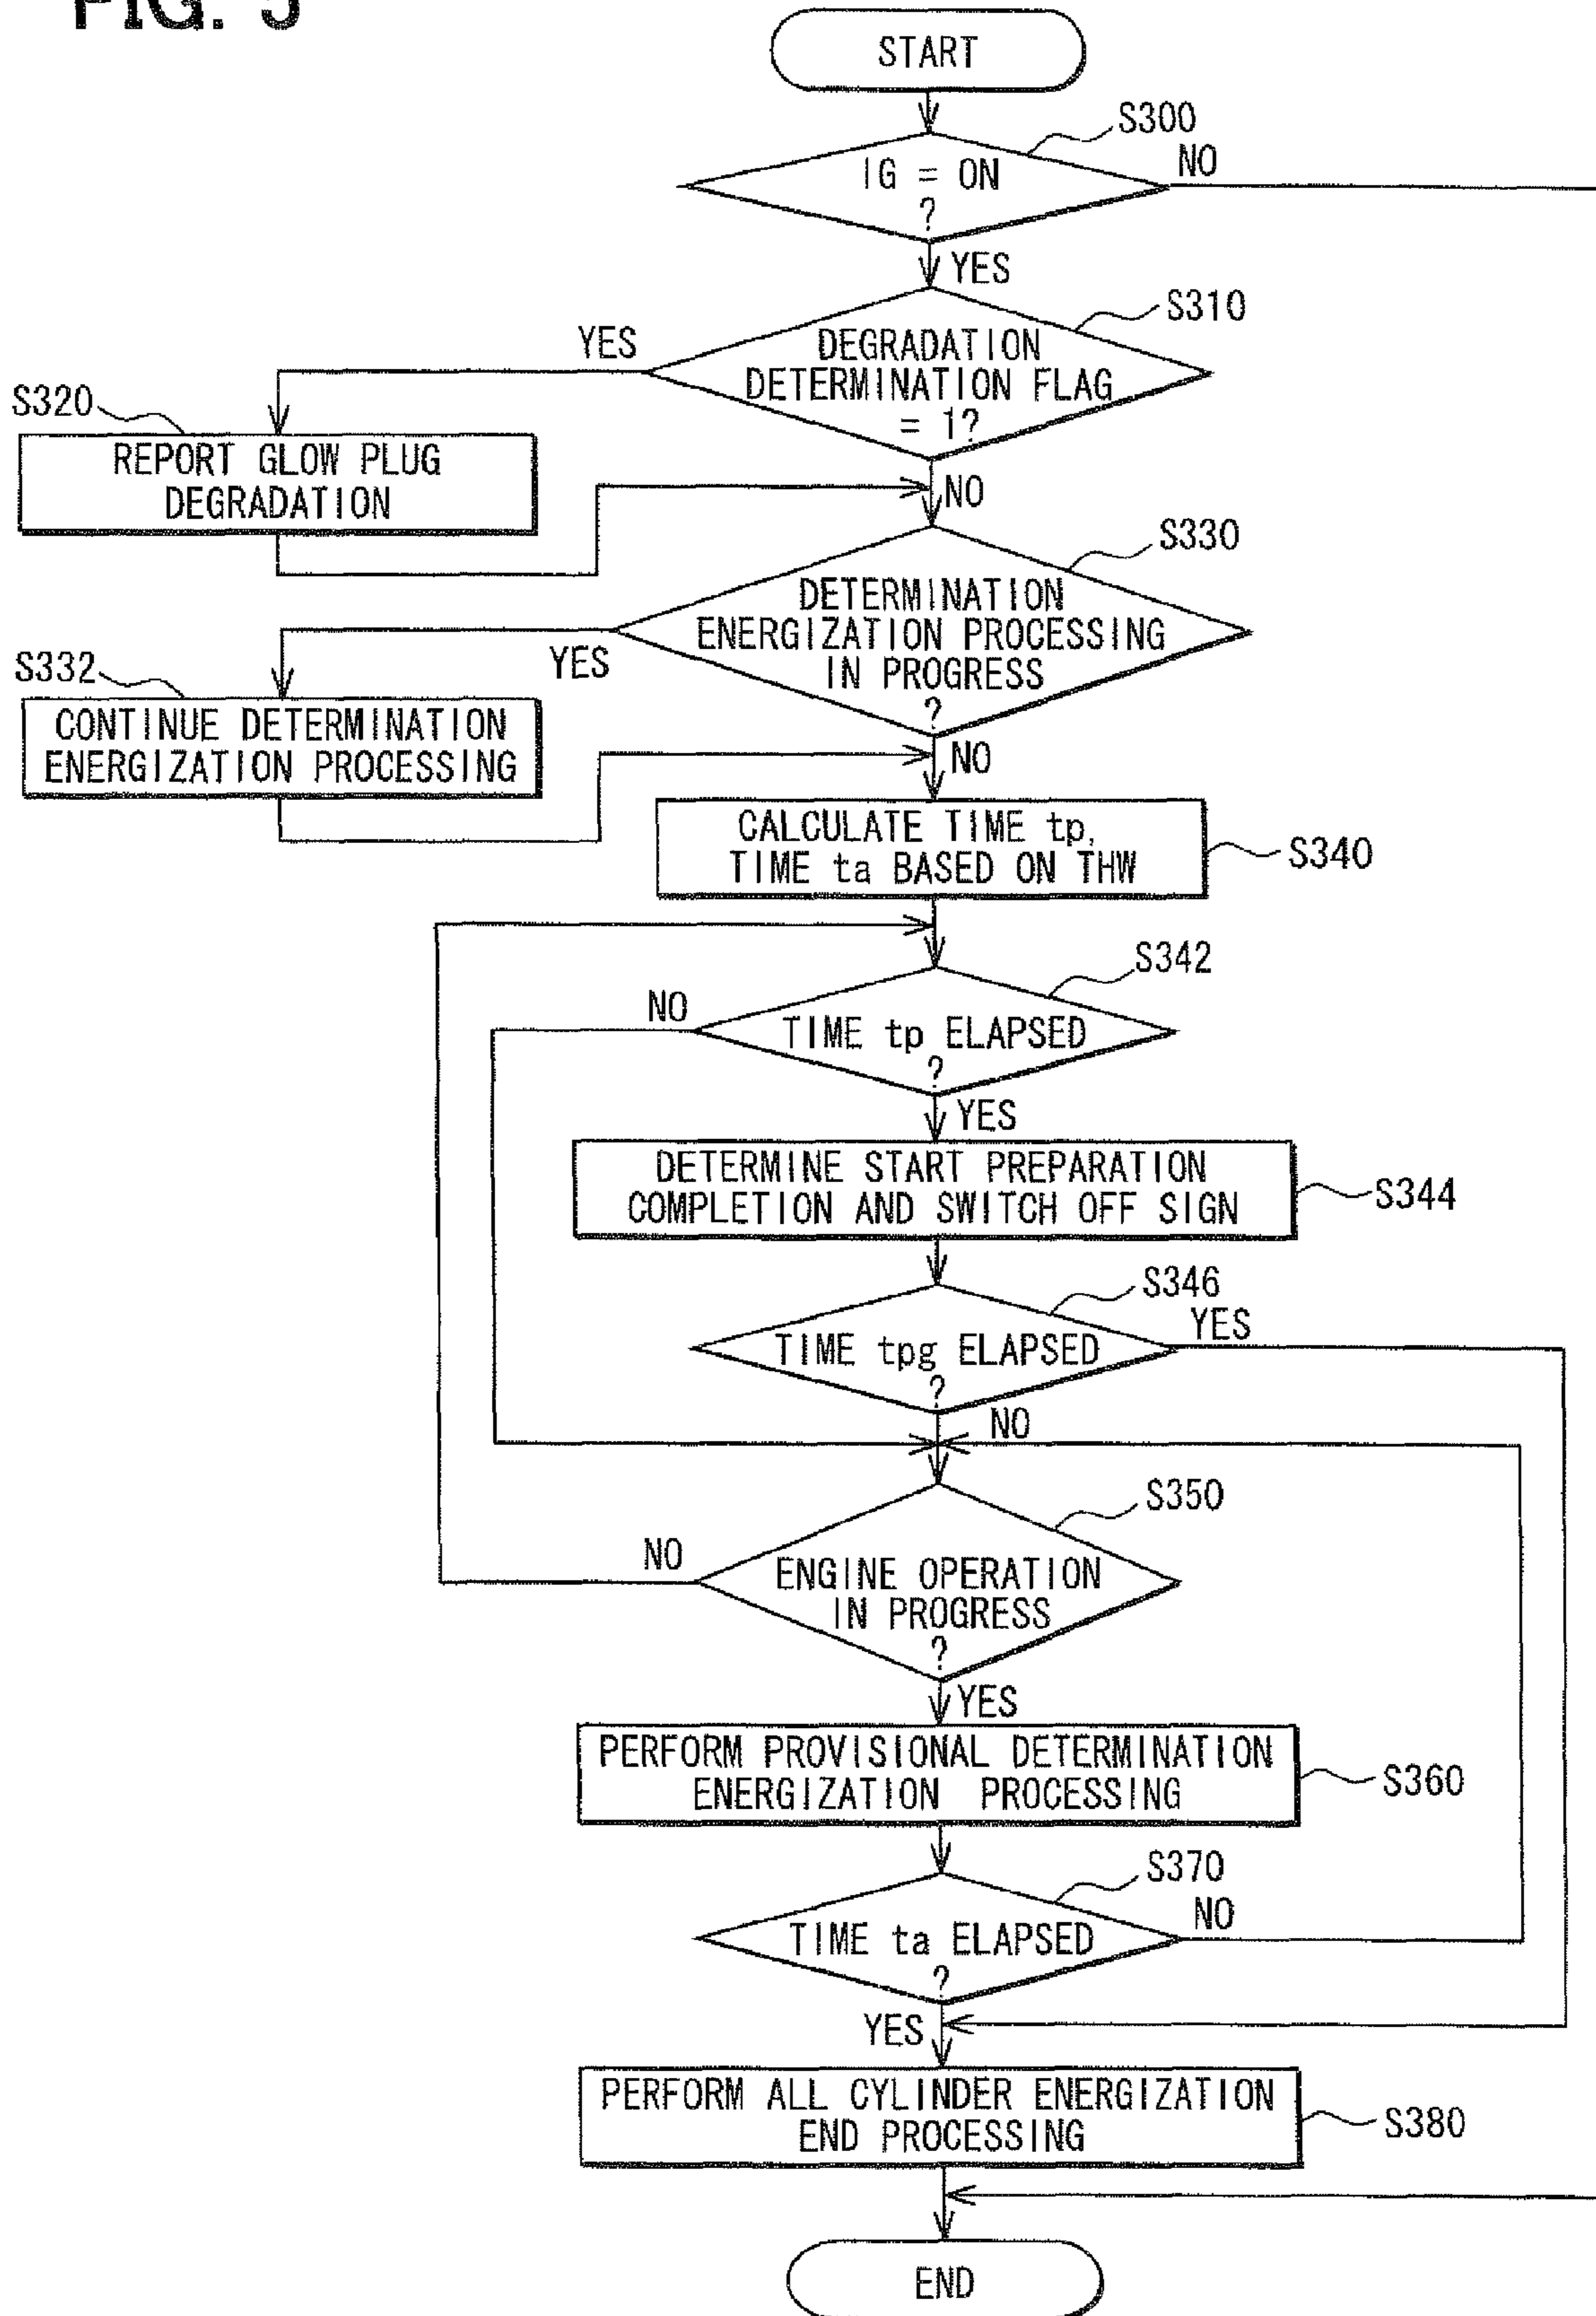 FIG. 5
START
S300
IG = ON
?
NO
YES
S310
DEGRADATION
DETERMINATION FLAG
= 1?
YES
S320
REPORT GLOW PLUG
DEGRADATION
NO
S330
DETERMINATION
ENERGIZATION PROCESSING
IN PROGRESS
?
YES
S332
CONTINUE DETERMINATION
ENERGIZATION PROCESSING
NO
CALCULATE TIME tp,
TIME ta BASED ON THW
S340
S342
NO
TIME tp ELAPSED
?
YES
DETERMINE START PREPARATION
COMPLETION AND SWITCH OFF SIGN
S344
S346
YES
TIME tpg ELAPSED
?
NO
S350
NO
ENGINE OPERATION
IN PROGRESS
?
YES
PERFORM PROVISIONAL DETERMINATION
ENERGIZATION PROCESSING
S360
S370
NO
TIME ta ELAPSED
?
YES
PERFORM ALL CYLINDER ENERGIZATION
END PROCESSING
S380
END